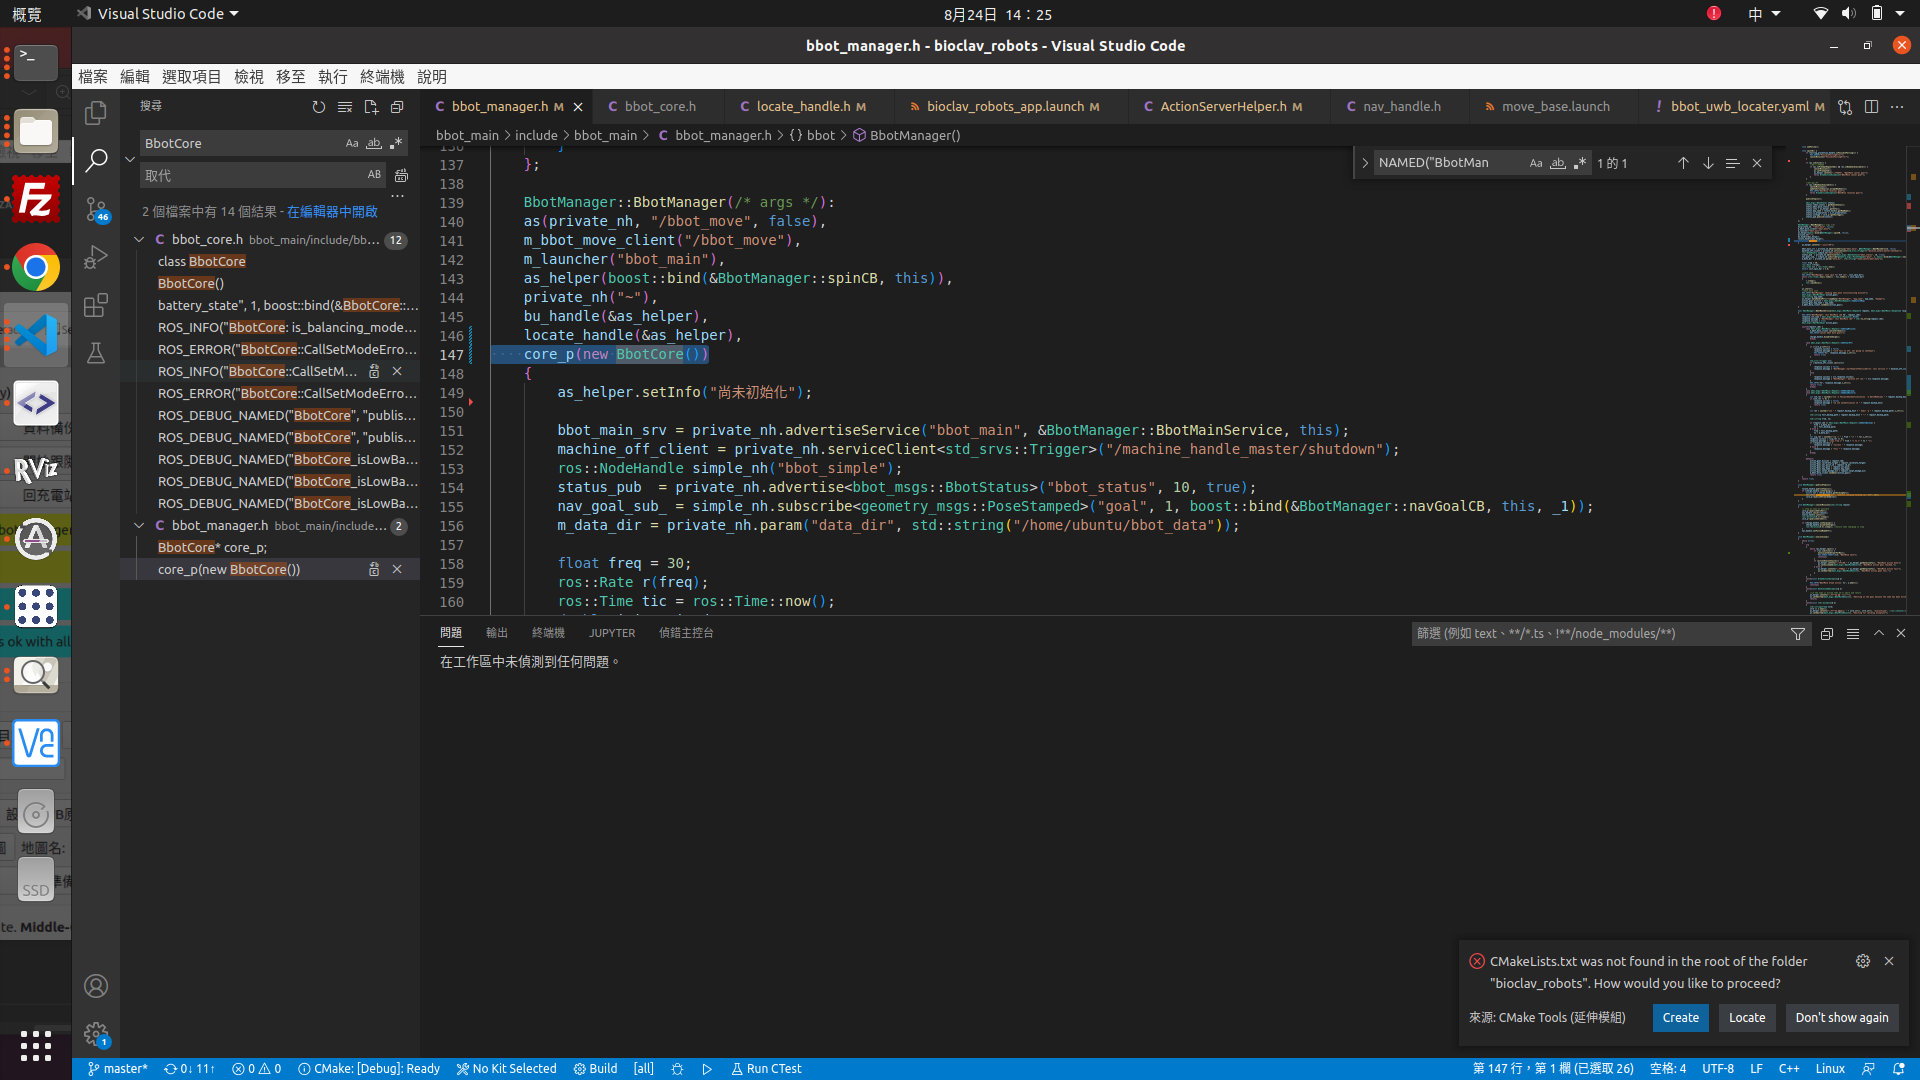 概覽
Visual Studio Code
8月24日 14：25
中
bbot_manager.h - bioclav_robots - Visual Studio Code
檔案 編輯 選取項目 檢視 移至 執行 終端機 說明
搜尋
bbot_manager.h M
bbot_core.h
locate_handle.h M
bioclav_robots_app.launch M
ActionServerHelper.h M
nav_handle.h
move_base.launch
bbot_uwb_locater.yaml M
bbot_main > include > bbot_main > bbot_manager.h > {} bbot > BbotManager()
BbotCore
Aa ab
取代
AB
2 個檔案中有 14 個結果 - 在編輯器中開啟
bbot_core.h bbot_main/include/bb… 12
class BbotCore
BbotCore()
battery_state", 1, boost::bind(&BbotCore::…
ROS_INFO("BbotCore: is_balancing_mode…
ROS_ERROR("BbotCore::CallSetModeErro…
ROS_INFO("BbotCore::CallSetM…
ROS_ERROR("BbotCore::CallSetModeErro…
ROS_DEBUG_NAMED("BbotCore", "publis…
ROS_DEBUG_NAMED("BbotCore", "publis…
ROS_DEBUG_NAMED("BbotCore_isLowBa…
ROS_DEBUG_NAMED("BbotCore_isLowBa…
ROS_DEBUG_NAMED("BbotCore_isLowBa…
bbot_manager.h bbot_main/include… 2
BbotCore* core_p;
core_p(new BbotCore())
46
NAMED("BbotMan
Aa ab
1 的 1
136 }
137 };
138
139 BbotManager::BbotManager(/* args */):
140 as(private_nh, "/bbot_move", false),
141 m_bbot_move_client("/bbot_move"),
142 m_launcher("bbot_main"),
143 as_helper(boost::bind(&BbotManager::spinCB, this)),
144 private_nh("~"),
145 bu_handle(&as_helper),
146 locate_handle(&as_helper),
147 core_p(new BbotCore())
148 {
149 as_helper.setInfo("尚未初始化");
150
151 bbot_main_srv = private_nh.advertiseService("bbot_main", &BbotManager::BbotMainService, this);
152 machine_off_client = private_nh.serviceClient<std_srvs::Trigger>("/machine_handle_master/shutdown");
153 ros::NodeHandle simple_nh("bbot_simple");
154 status_pub  = private_nh.advertise<bbot_msgs::BbotStatus>("bbot_status", 10, true);
155 nav_goal_sub_ = simple_nh.subscribe<geometry_msgs::PoseStamped>("goal", 1, boost::bind(&BbotManager::navGoalCB, this, _1));
156 m_data_dir = private_nh.param("data_dir", std::string("/home/ubuntu/bbot_data"));
157
158 float freq = 30;
159 ros::Rate r(freq);
160 ros::Time tic = ros::Time::now();
問題 輸出 終端機 JUPYTER 偵錯主控台
篩選 (例如 text、**/*.ts、!**/node_modules/**)
在工作區中未偵測到任何問題。
Fz
RViz
回充電站
s ok with all
地圖名:
SSD
te. Middle-
CMakeLists.txt was not found in the root of the folder
"bioclav_robots". How would you like to proceed?
來源: CMake Tools (延伸模組)
Create
Locate
Don't show again
1
master* 0↓ 11↑ 0 0 CMake: [Debug]: Ready No Kit Selected Build [all] Run CTest
第 147 行，第 1 欄 (已選取 26) 空格: 4 UTF-8 LF C++ Linux